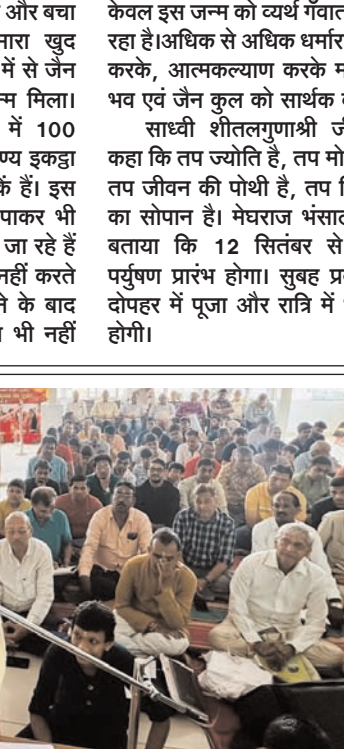 और बचा
मारा खुद
में से जैन
न्म मिला।
में 100
ण्य इकट्ठा
कें हैं। इस
पाकर भी
जा रहे हैं
नहीं करते
ने के बाद
भी नहीं
केवल इस जन्म को व्यर्थ गँवात
रहा है।अधिक से अधिक धर्मारा
करके, आत्मकल्याण करके म
भव एवं जैन कुल को सार्थक
साध्वी शीतलगुणाश्री ज
कहा कि तप ज्योति है, तप मो
तप जीवन की पोथी है, तप
का सोपान है। मेघराज भंसाल
बताया कि 12 सितंबर से
पर्युषण प्रारंभ होगा। सुबह प्र
दोपहर में पूजा और रात्रि में
होगी।